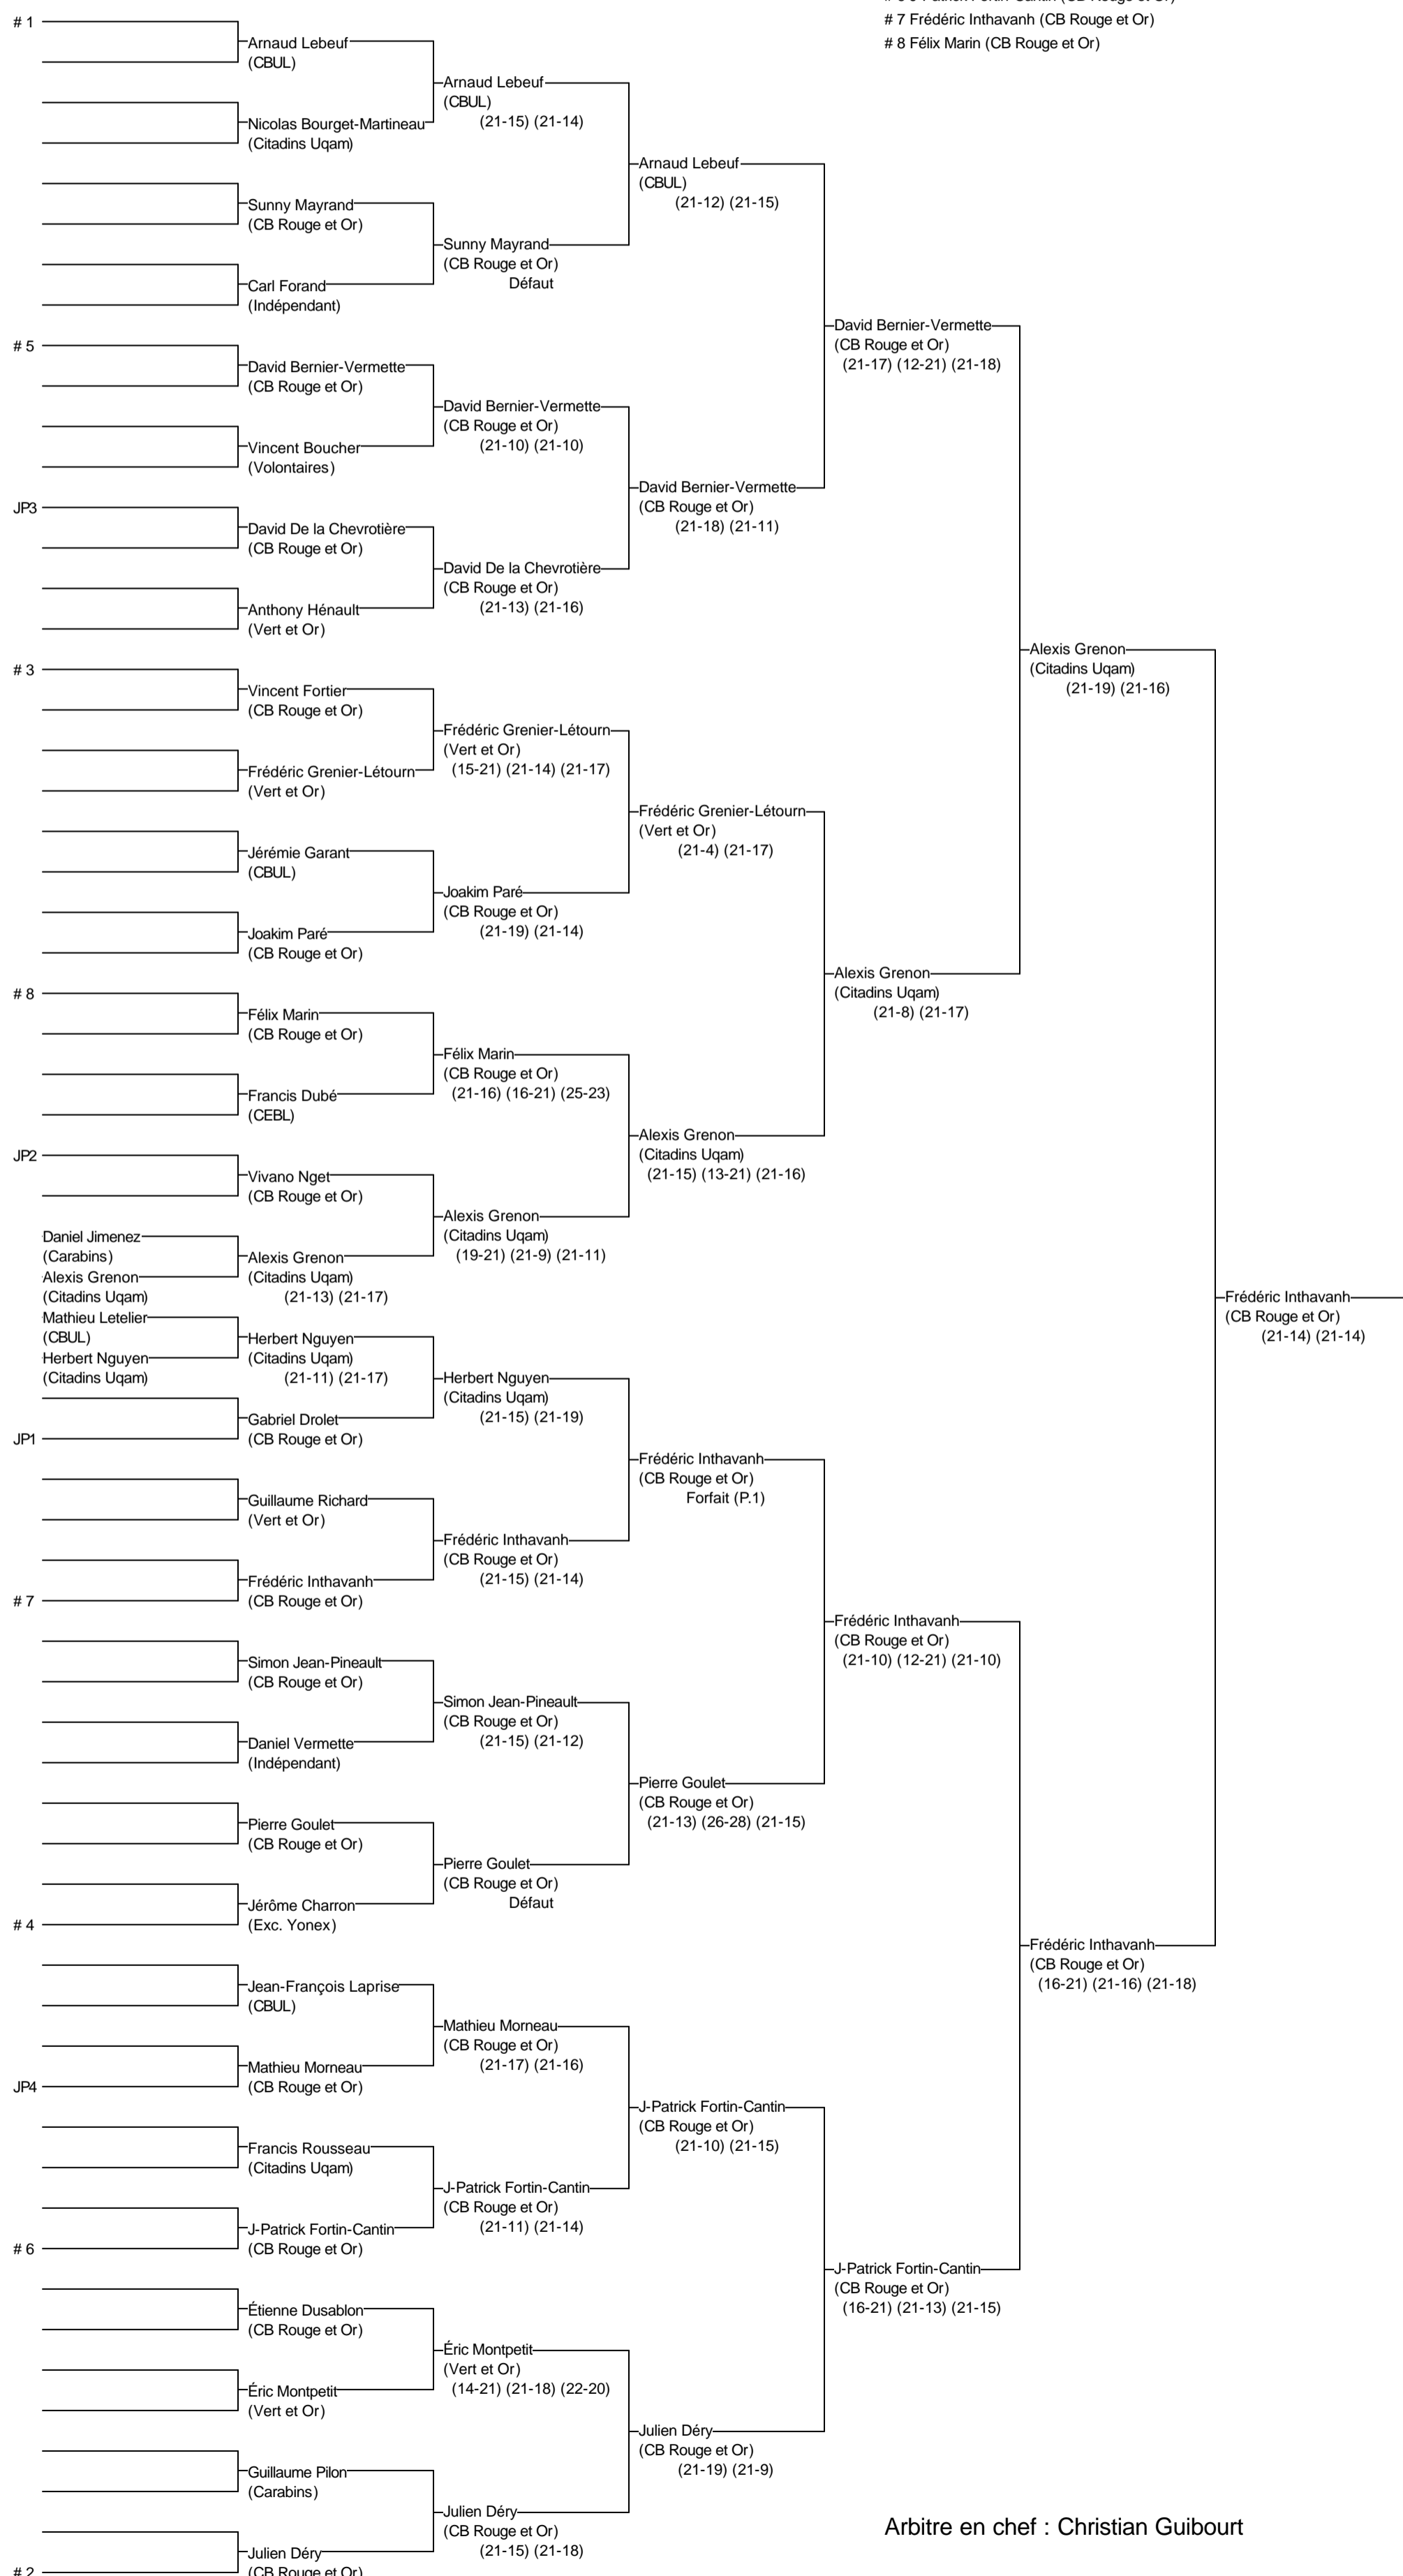 # 7 Frédéric Inthavanh (CB Rouge et Or)
# 8 Félix Marin (CB Rouge et Or)
# 1
Arnaud Lebeuf
(CBUL)
Nicolas Bourget-Martineau
(Citadins Uqam)
Sunny Mayrand
(CB Rouge et Or)
Carl Forand
(Indépendant)
# 5
David Bernier-Vermette
(CB Rouge et Or)
Vincent Boucher
(Volontaires)
JP3
David De la Chevrotière
(CB Rouge et Or)
Anthony Hénault
(Vert et Or)
# 3
Vincent Fortier
(CB Rouge et Or)
Frédéric Grenier-Létourn
(Vert et Or)
Jérémie Garant
(CBUL)
Joakim Paré
(CB Rouge et Or)
# 8
Félix Marin
(CB Rouge et Or)
Francis Dubé
(CEBL)
JP2
Vivano Nget
(CB Rouge et Or)
Daniel Jimenez
(Carabins)
Alexis Grenon
(Citadins Uqam)
Alexis Grenon
(Citadins Uqam)
(21-13) (21-17)
Mathieu Letelier
(CBUL)
Herbert Nguyen
(Citadins Uqam)
Herbert Nguyen
(Citadins Uqam)
(21-11) (21-17)
Gabriel Drolet
(CB Rouge et Or)
JP1
Guillaume Richard
(Vert et Or)
Frédéric Inthavanh
(CB Rouge et Or)
# 7
Simon Jean-Pineault
(CB Rouge et Or)
Daniel Vermette
(Indépendant)
Pierre Goulet
(CB Rouge et Or)
Jérôme Charron
(Exc. Yonex)
# 4
Jean-François Laprise
(CBUL)
Mathieu Morneau
(CB Rouge et Or)
JP4
Francis Rousseau
(Citadins Uqam)
J-Patrick Fortin-Cantin
(CB Rouge et Or)
# 6
Étienne Dusablon
(CB Rouge et Or)
Éric Montpetit
(Vert et Or)
Guillaume Pilon
(Carabins)
Julien Déry
(CB Rouge et Or)
# 2
Arnaud Lebeuf
(CBUL)
(21-15) (21-14)
Sunny Mayrand
(CB Rouge et Or)
Défaut
David Bernier-Vermette
(CB Rouge et Or)
(21-10) (21-10)
David De la Chevrotière
(CB Rouge et Or)
(21-13) (21-16)
Frédéric Grenier-Létourn
(Vert et Or)
(15-21) (21-14) (21-17)
Joakim Paré
(CB Rouge et Or)
(21-19) (21-14)
Félix Marin
(CB Rouge et Or)
(21-16) (16-21) (25-23)
Alexis Grenon
(Citadins Uqam)
(19-21) (21-9) (21-11)
Herbert Nguyen
(Citadins Uqam)
(21-15) (21-19)
Frédéric Inthavanh
(CB Rouge et Or)
(21-15) (21-14)
Simon Jean-Pineault
(CB Rouge et Or)
(21-15) (21-12)
Pierre Goulet
(CB Rouge et Or)
Défaut
Mathieu Morneau
(CB Rouge et Or)
(21-17) (21-16)
J-Patrick Fortin-Cantin
(CB Rouge et Or)
(21-11) (21-14)
Éric Montpetit
(Vert et Or)
(14-21) (21-18) (22-20)
Julien Déry
(CB Rouge et Or)
(21-15) (21-18)
Arnaud Lebeuf
(CBUL)
(21-12) (21-15)
David Bernier-Vermette
(CB Rouge et Or)
(21-18) (21-11)
Frédéric Grenier-Létourn
(Vert et Or)
(21-4) (21-17)
Alexis Grenon
(Citadins Uqam)
(21-15) (13-21) (21-16)
Frédéric Inthavanh
(CB Rouge et Or)
Forfait (P.1)
Pierre Goulet
(CB Rouge et Or)
(21-13) (26-28) (21-15)
J-Patrick Fortin-Cantin
(CB Rouge et Or)
(21-10) (21-15)
Julien Déry
(CB Rouge et Or)
(21-19) (21-9)
David Bernier-Vermette
(CB Rouge et Or)
(21-17) (12-21) (21-18)
Alexis Grenon
(Citadins Uqam)
(21-8) (21-17)
Frédéric Inthavanh
(CB Rouge et Or)
(21-10) (12-21) (21-10)
J-Patrick Fortin-Cantin
(CB Rouge et Or)
(16-21) (21-13) (21-15)
Alexis Grenon
(Citadins Uqam)
(21-19) (21-16)
Frédéric Inthavanh
(CB Rouge et Or)
(16-21) (21-16) (21-18)
Frédéric Inthavanh
(CB Rouge et Or)
(21-14) (21-14)
Arbitre en chef : Christian Guibourt